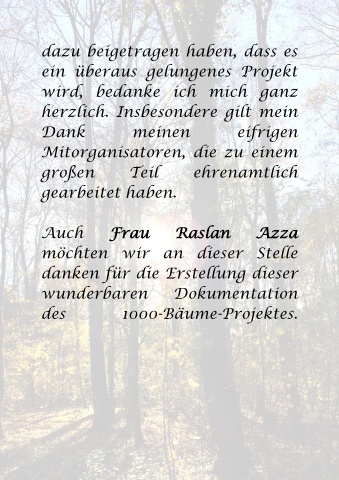 dazu beigetragen haben, dass es
ein überaus gelungenes Projekt
wird, bedanke ich mich ganz
herzlich. Insbesondere gilt mein
Dank meinen eifrigen
Mitorganisatoren, die zu einem
großen Teil ehrenamtlich
gearbeitet haben.
Auch Frau Raslan Azza
möchten wir an dieser Stelle
danken für die Erstellung dieser
wunderbaren Dokumentation
des 1000-Bäume-Projektes.